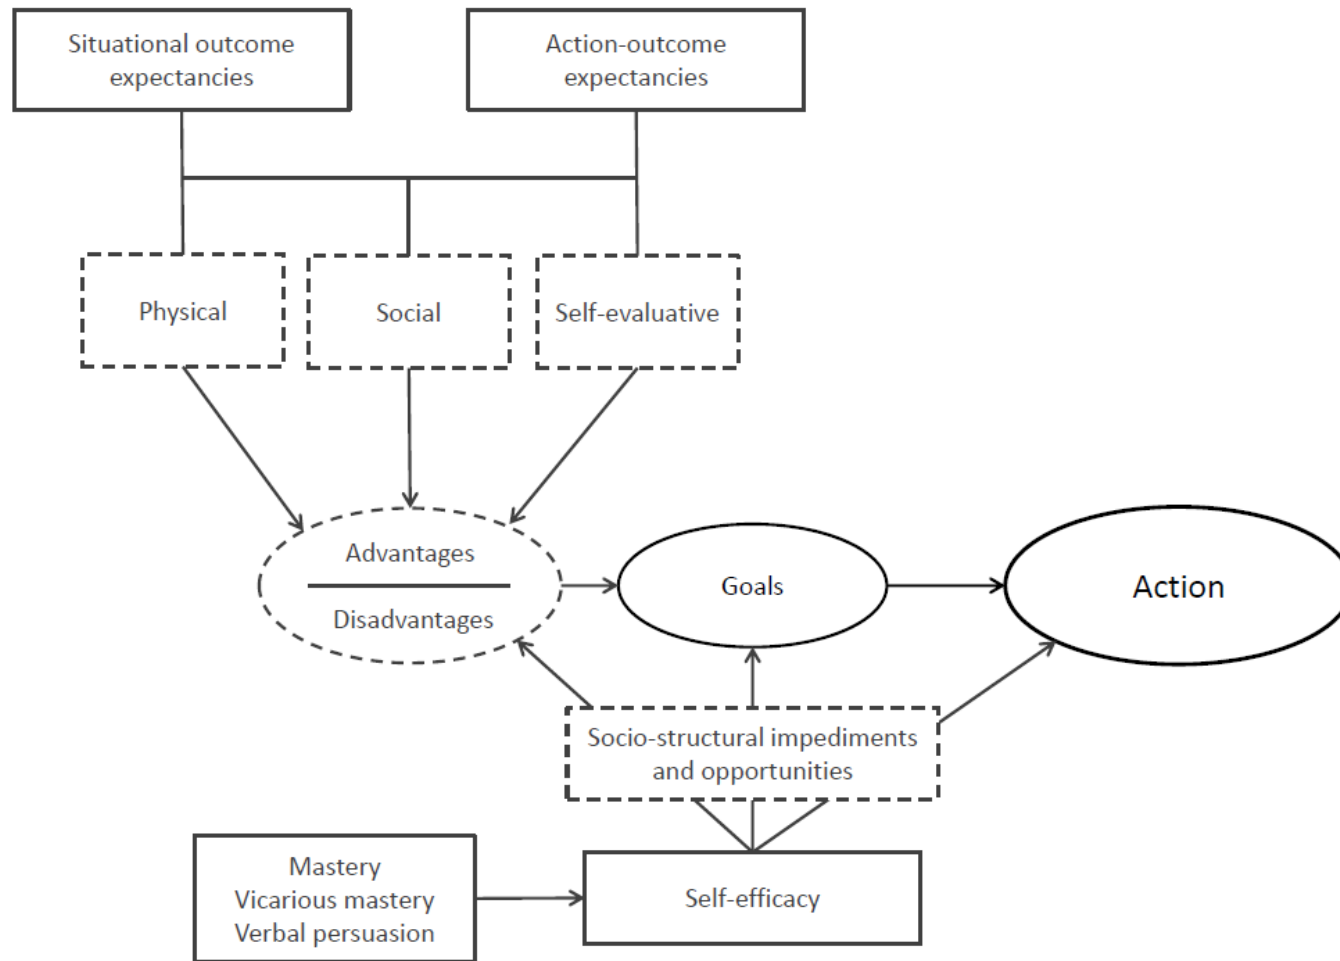 Situational outcome
expectancies
Action-outcome
expectancies
Physical
Social
Self-evaluative
Advantages
Disadvantages
Goals
Action
Socio-structural impediments
and opportunities
Mastery
Vicarious mastery
Verbal persuasion
Self-efficacy